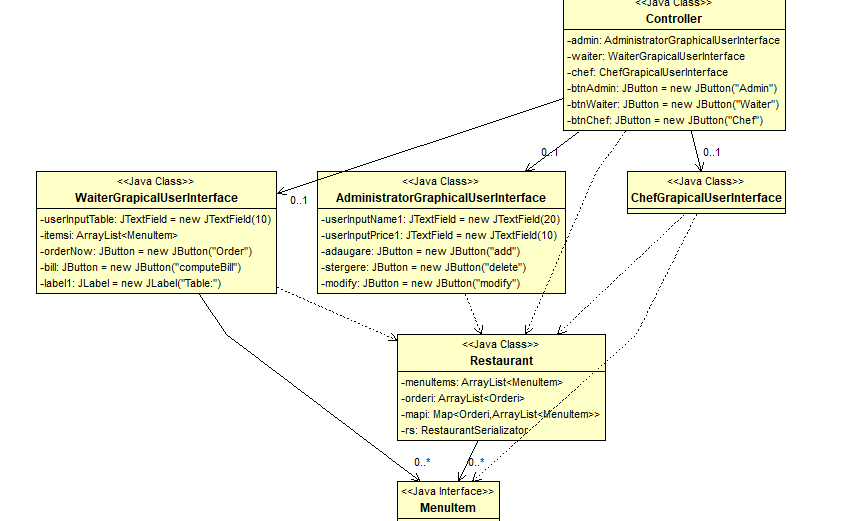 <<Java Class>>
Controller
-admin: AdministratorGraphicalUserInterface
-waiter: WaiterGrapicalUserInterface
-chef: ChefGrapicalUserInterface
-btnAdmin: JButton = new JButton("Admin")
-btnWaiter: JButton = new JButton("Waiter")
-btnChef: JButton = new JButton("Chef")
0..1
0..1
0..1
<<Java Class>>
WaiterGrapicalUserInterface
-userInputTable: JTextField = new JTextField(10)
-itemsi: ArrayList<MenuItem>
-orderNow: JButton = new JButton("Order")
-bill: JButton = new JButton("computeBill")
-label1: JLabel = new JLabel("Table:")
<<Java Class>>
AdministratorGraphicalUserInterface
-userInputName1: JTextField = new JTextField(20)
-userInputPrice1: JTextField = new JTextField(10)
-adaugare: JButton = new JButton("add")
-stergere: JButton = new JButton("delete")
-modify: JButton = new JButton("modify")
<<Java Class>>
ChefGrapicalUserInterface
<<Java Class>>
Restaurant
-menuItems: ArrayList<MenuItem>
-orderi: ArrayList<Orderi>
-mapi: Map<Orderi,ArrayList<MenuItem>>
-rs: RestaurantSerializator
0..*
0..*
<<Java Interface>>
MenuItem